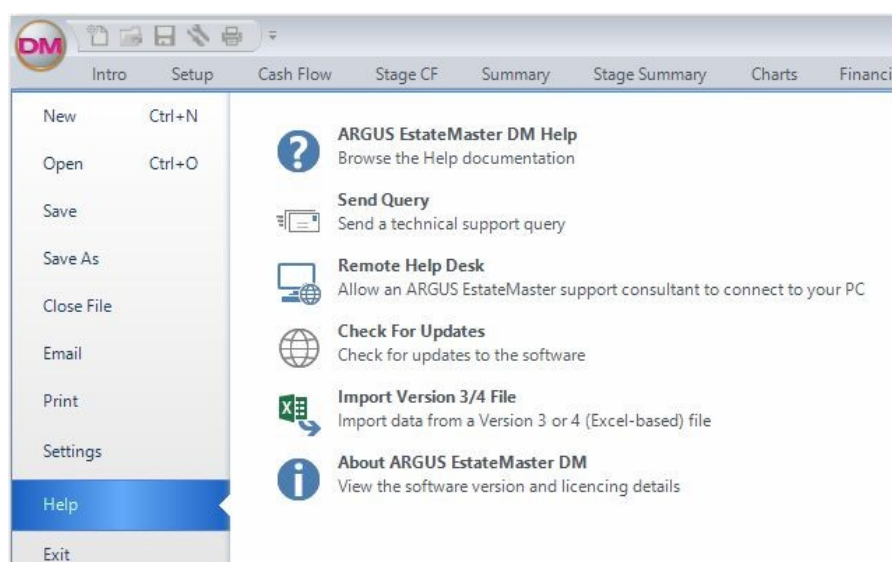 DM
Intro Setup Cash Flow Stage CF Summary Stage Summary Charts Financi
New Ctrl+N
Open Ctrl+O
Save
Save As
Close File
Email
Print
Settings
Help
Exit
ARGUS EstateMaster DM Help
Browse the Help documentation
Send Query
Send a technical support query
Remote Help Desk
Allow an ARGUS EstateMaster support consultant to connect to your PC
Check For Updates
Check for updates to the software
Import Version 3/4 File
Import data from a Version 3 or 4 (Excel-based) file
About ARGUS EstateMaster DM
View the software version and licencing details